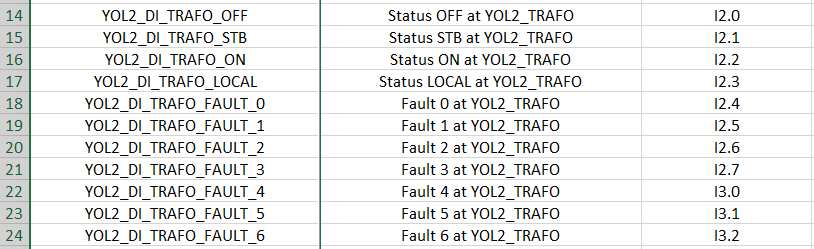 14 YOL2_DI_TRAFO_OFF Status OFF at YOL2_TRAFO I2.0
15 YOL2_DI_TRAFO_STB Status STB at YOL2_TRAFO I2.1
16 YOL2_DI_TRAFO_ON Status ON at YOL2_TRAFO I2.2
17 YOL2_DI_TRAFO_LOCAL Status LOCAL at YOL2_TRAFO I2.3
18 YOL2_DI_TRAFO_FAULT_0 Fault 0 at YOL2_TRAFO I2.4
19 YOL2_DI_TRAFO_FAULT_1 Fault 1 at YOL2_TRAFO I2.5
20 YOL2_DI_TRAFO_FAULT_2 Fault 2 at YOL2_TRAFO I2.6
21 YOL2_DI_TRAFO_FAULT_3 Fault 3 at YOL2_TRAFO I2.7
22 YOL2_DI_TRAFO_FAULT_4 Fault 4 at YOL2_TRAFO I3.0
23 YOL2_DI_TRAFO_FAULT_5 Fault 5 at YOL2_TRAFO I3.1
24 YOL2_DI_TRAFO_FAULT_6 Fault 6 at YOL2_TRAFO I3.2